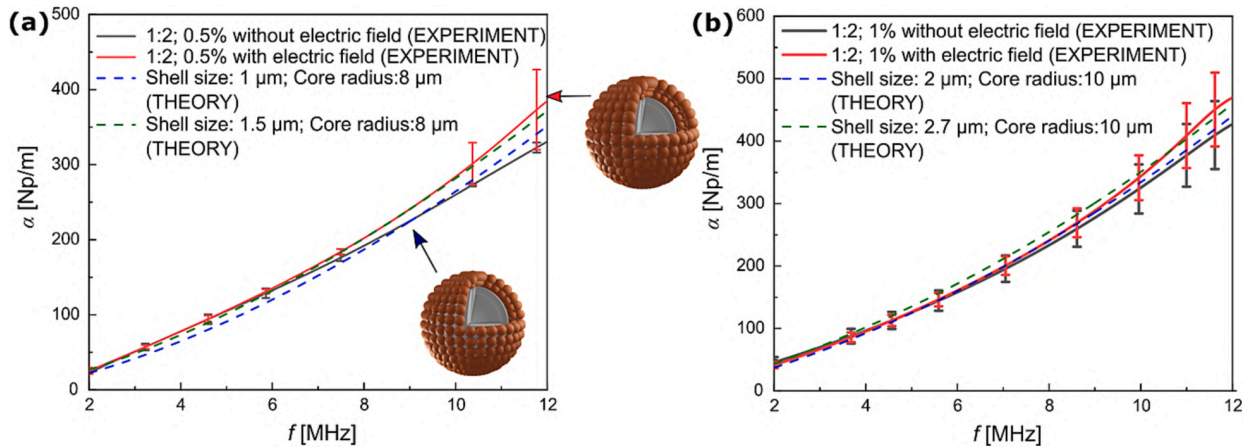 (a)
500
400
300
200
100
0
α [Np/m]
1:2; 0.5% without electric field (EXPERIMENT)
1:2; 0.5% with electric field (EXPERIMENT)
Shell size: 1 μm; Core radius:8 μm
(THEORY)
Shell size: 1.5 μm; Core radius:8 μm
(THEORY)
2 4 6 8 10 12
f [MHz]
(b)
600
500
400
300
200
100
0
α [Np/m]
1:2; 1% without electric field (EXPERIMENT)
1:2; 1% with electric field (EXPERIMENT)
Shell size: 2 μm; Core radius:10 μm
(THEORY)
Shell size: 2.7 μm; Core radius:10 μm
(THEORY)
2 4 6 8 10 12
f [MHz]